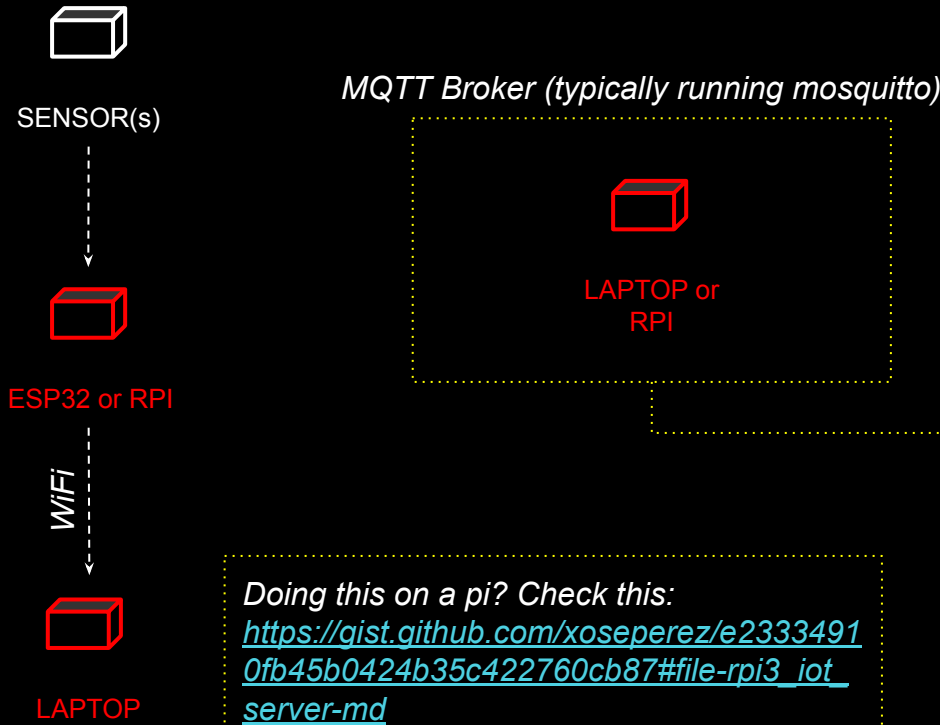 SENSOR(s)
MQTT Broker (typically running mosquitto)
LAPTOP or
RPI
ESP32 or RPI
WiFi
LAPTOP
Doing this on a pi? Check this:
https://gist.github.com/xoseperez/e2333491
0fb45b0424b35c422760cb87#file-rpi3_iot_
server-md